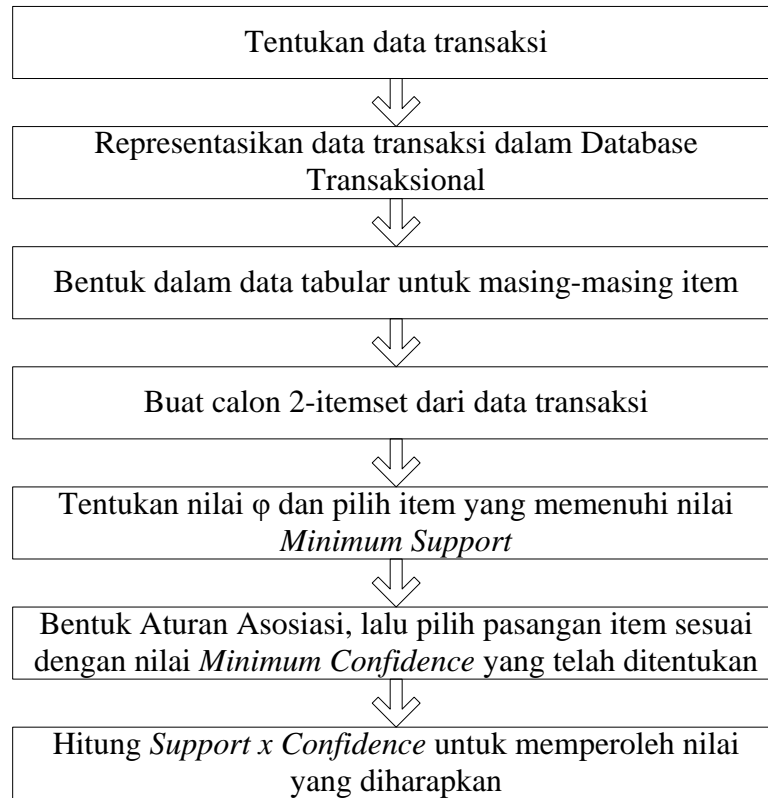 Tentukan data transaksi
Representasikan data transaksi dalam Database
Transaksional
Bentuk dalam data tabular untuk masing-masing item
Buat calon 2-itemset dari data transaksi
Tentukan nilai φ dan pilih item yang memenuhi nilai
Minimum Support
Bentuk Aturan Asosiasi, lalu pilih pasangan item sesuai
dengan nilai Minimum Confidence yang telah ditentukan
Hitung Support x Confidence untuk memperoleh nilai
yang diharapkan